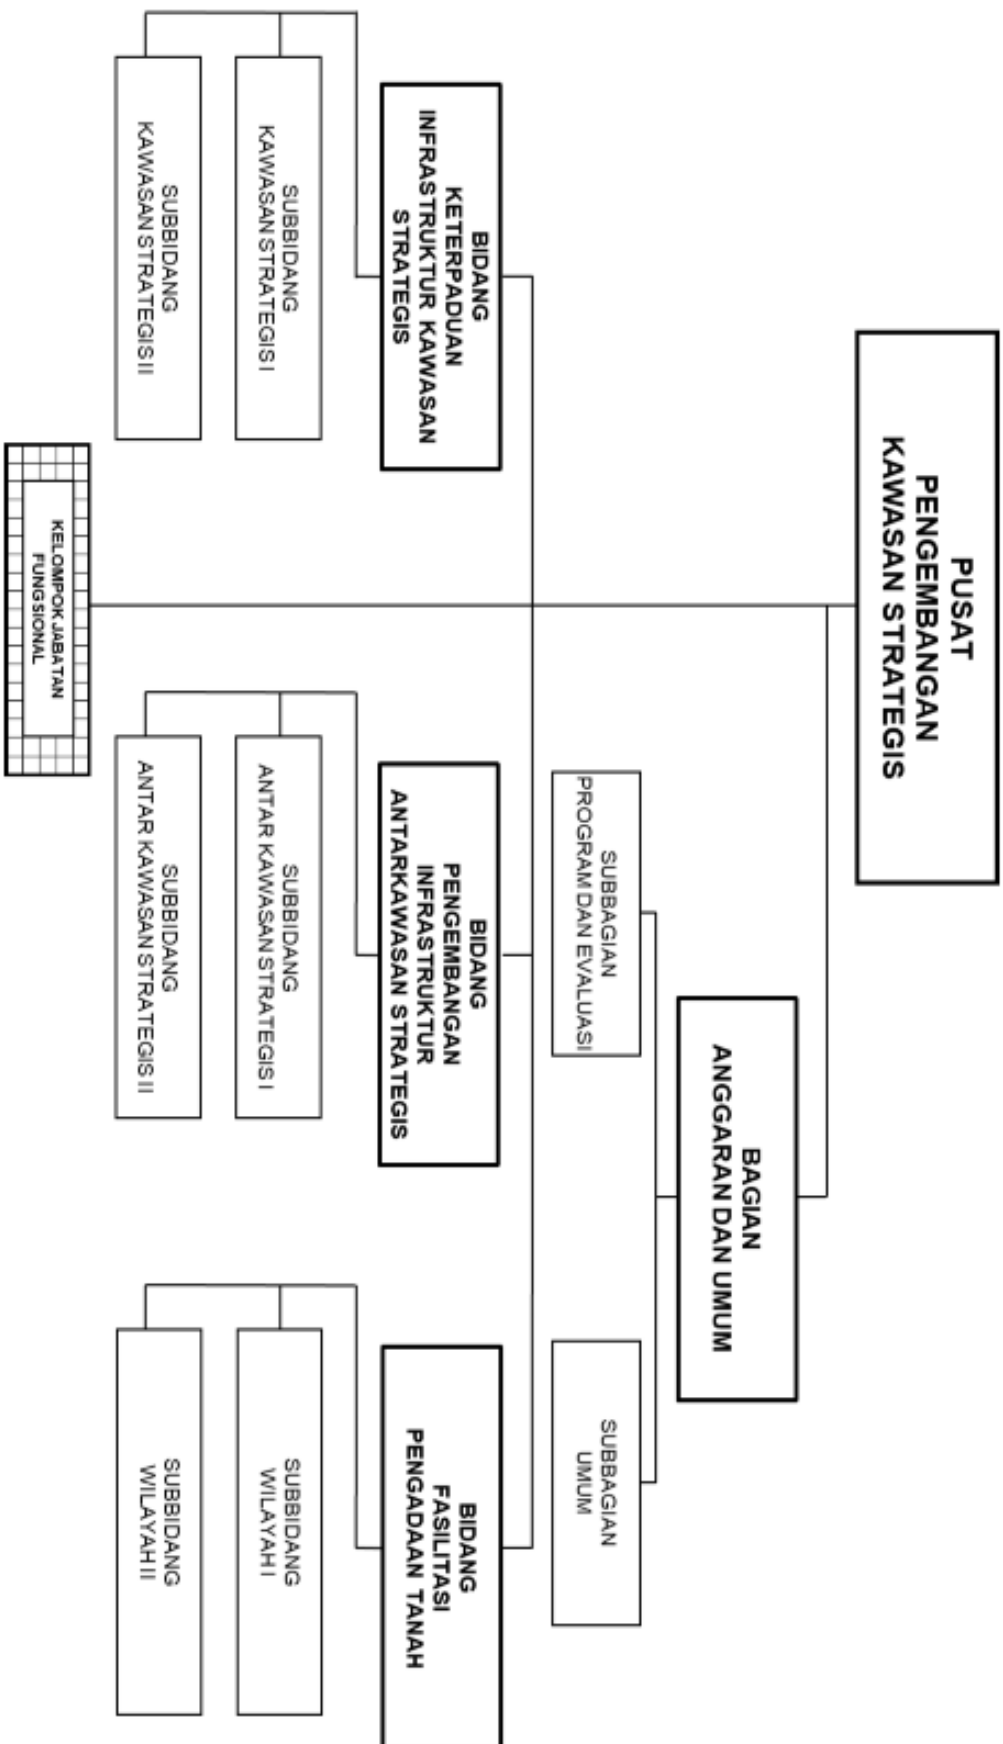 PUSAT
PENGEMBANGAN
KAWASAN STRATEGIS
BAGIAN
ANGGARAN DAN UMUM
SUBBAGIAN
PROGRAM DAN EVALUASI
SUBBAGIAN
UMUM
BIDANG
KETERPADUAN
INFRASTRUKTUR KAWASAN
STRATEGIS
BIDANG
PENGEMBANGAN
INFRASTRUKTUR
ANTARKAWASAN STRATEGIS
BIDANG
FASILITASI
PENGADAAN TANAH
SUBBIDANG
KAWASAN STRATEGIS I
SUBBIDANG
ANTAR KAWASAN STRATEGIS I
SUBBIDANG
WILAYAH I
SUBBIDANG
KAWASAN STRATEGIS II
SUBBIDANG
ANTAR KAWASAN STRATEGIS II
SUBBIDANG
WILAYAH II
KELOMPOK JABATAN
FUNGSIONAL